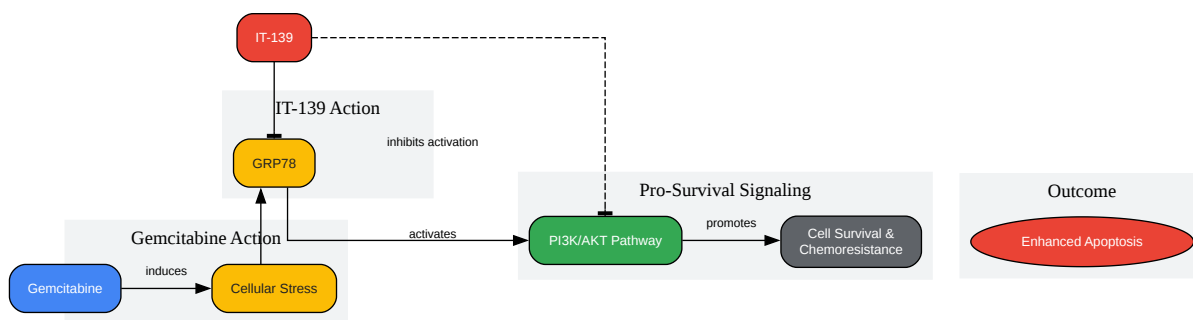 IT-139
IT-139 Action
inhibits activation
GRP78
Pro-Survival Signaling
Outcome
Gemcitabine Action
activates
PI3K/AKT Pathway
promotes
Cell Survival &
Chemoresistance
Enhanced Apoptosis
Gemcitabine
induces
Cellular Stress